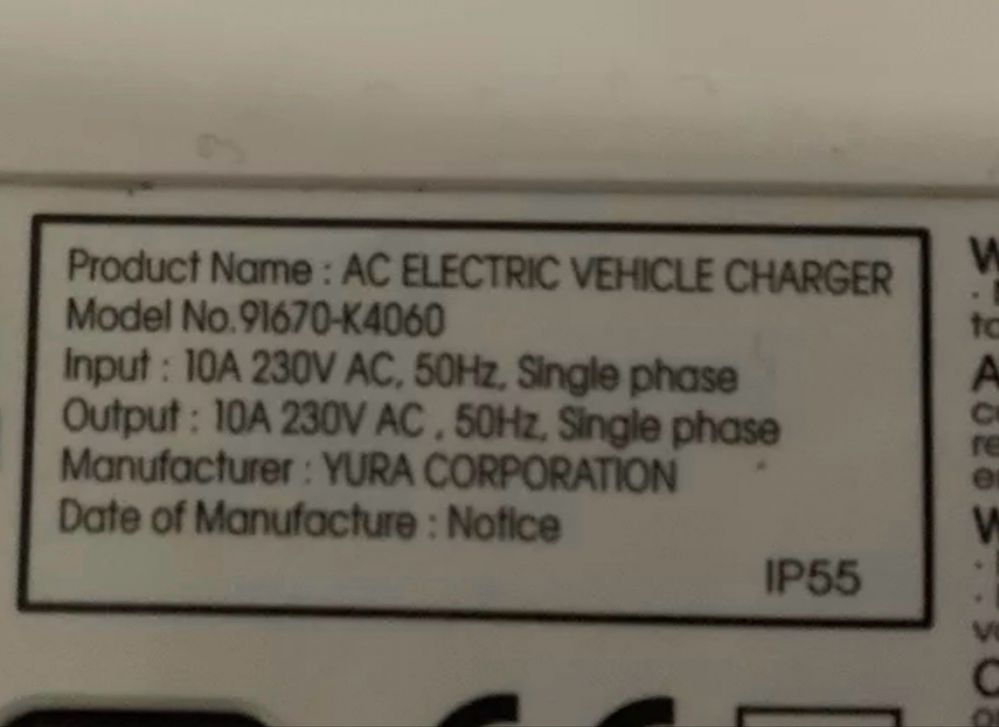 Product Name : AC ELECTRIC VEHICLE CHARGER
Model No.91670-K4060
Input : 10A 230V AC, 50Hz, Single phase
Output : 10A 230V AC , 50Hz, Single phase
Manufacturer : YURA CORPORATION
Date of Manufacture : Notice
IP55